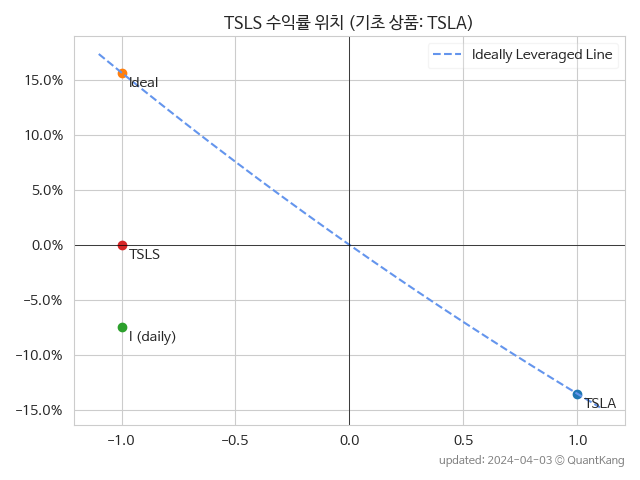 TSLS 수익률 위치 (기초 상품: TSLA)
Ideally Leveraged Line
15.0%
Ideal
10.0%
5.0%
0.0%
TSLS
−5.0%
I (daily)
−10.0%
−15.0%
TSLA
−1.0
−0.5
0.0
0.5
1.0
updated: 2024-04-03 © QuantKang